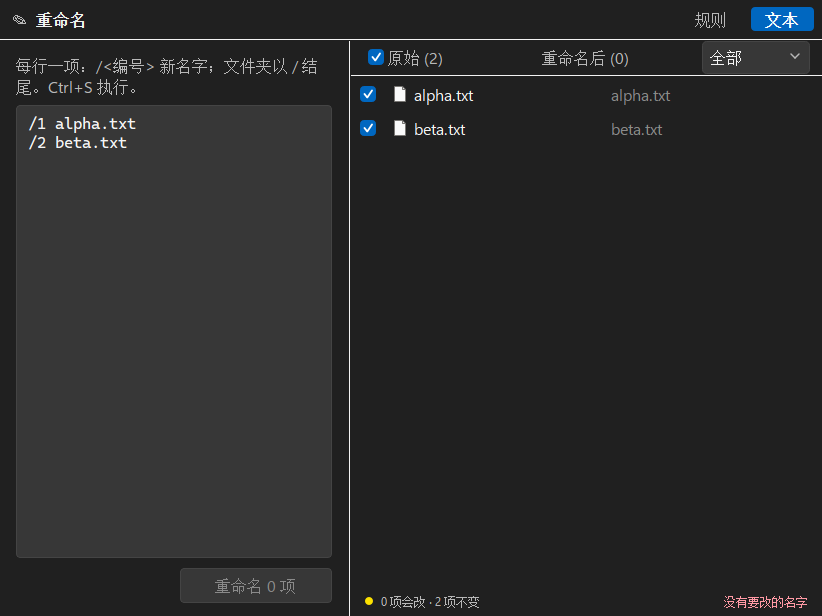 重命名
规则
文本
每行一项：/<编号> 新名字；文件夹以 / 结
尾。Ctrl+S 执行。
/1 alpha.txt
/2 beta.txt
重命名 0 项
原始 (2)
重命名后 (0)
全部
alpha.txt
alpha.txt
beta.txt
beta.txt
0 项会改 · 2 项不变
没有要改的名字